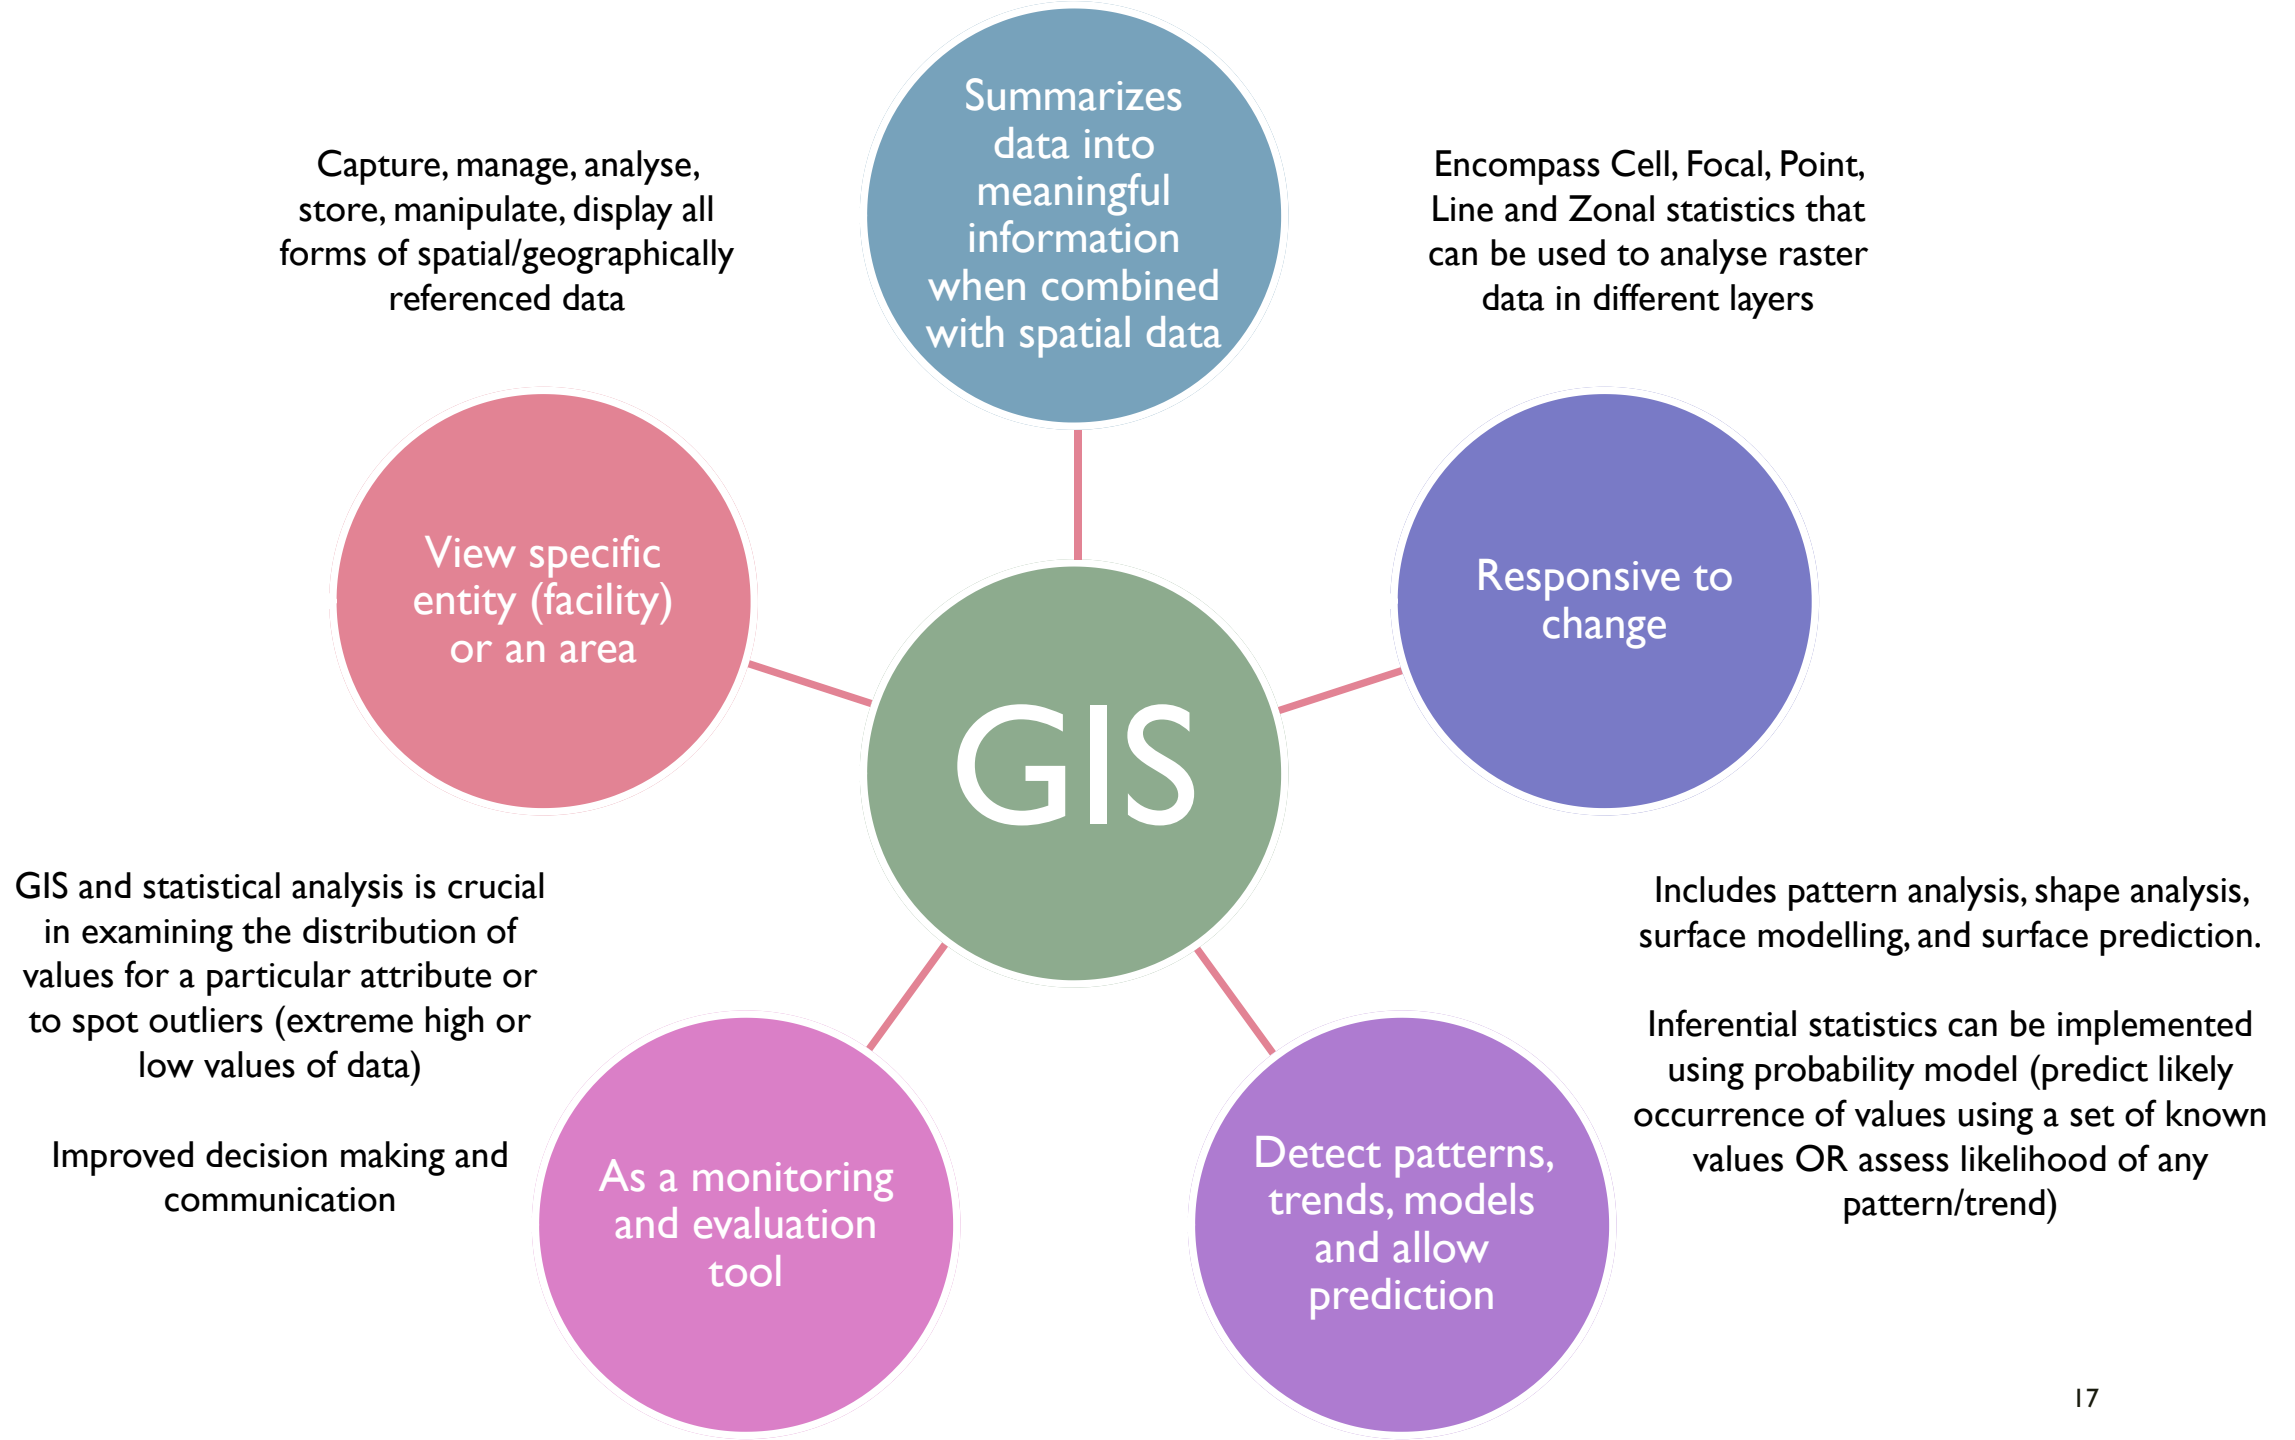 Summarizes
data into
meaningful
information
when combined
with spatial data
Capture, manage, analyse,
store, manipulate, display all
forms of spatial/geographically
referenced data
Encompass Cell, Focal, Point,
Line and Zonal statistics that
can be used to analyse raster
data in different layers
View specific
entity (facility)
or an area
Responsive to
change
GIS
GIS and statistical analysis is crucial
in examining the distribution of
values for a particular attribute or
to spot outliers (extreme high or
low values of data)
Improved decision making and
communication
Includes pattern analysis, shape analysis,
surface modelling, and surface prediction.
Inferential statistics can be implemented
using probability model (predict likely
occurrence of values using a set of known
values OR assess likelihood of any
pattern/trend)
As a monitoring
and evaluation
tool
Detect patterns,
trends, models
and allow
prediction
17